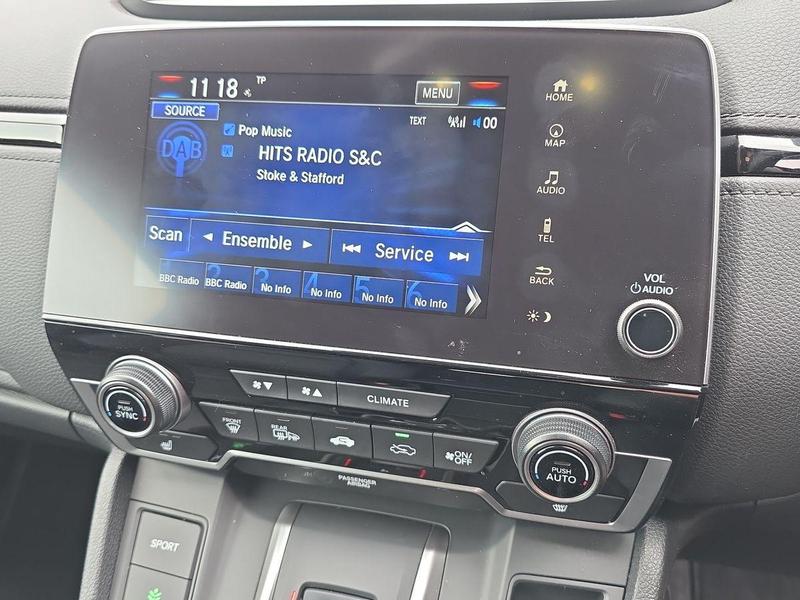 11 18 TP
MENU
SOURCE
TEXT 00
DAB
Pop Music
HITS RADIO S&C
Stoke & Stafford
Scan Ensemble Service
1 BBC Radio 2 BBC Radio 3 No Info 4 No Info 5 No Info 6 No Info
HOME
MAP
AUDIO
TEL
BACK
VOL
AUDIO
CLIMATE
PUSH
SYNC
FRONT
REAR
ON/
OFF
PUSH
AUTO
PASSENGER
AIRBAG
SPORT